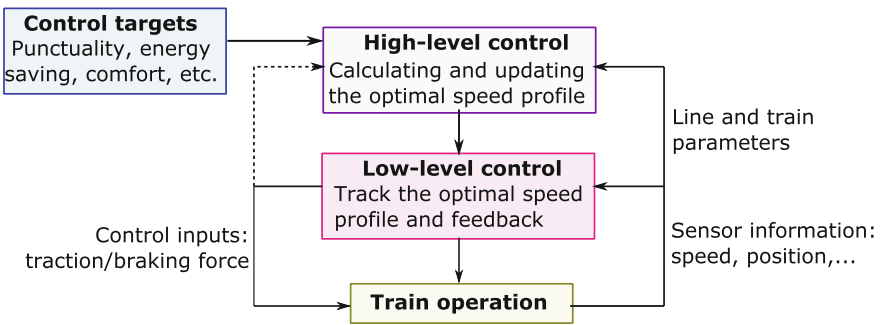 Control targets
Punctuality, energy
saving, comfort, etc.
High-level control
Calculating and updating
the optimal speed profile
Line and train
parameters
Low-level control
Track the optimal speed
profile and feedback
Control inputs:
traction/braking force
Sensor information:
speed, position,...
Train operation